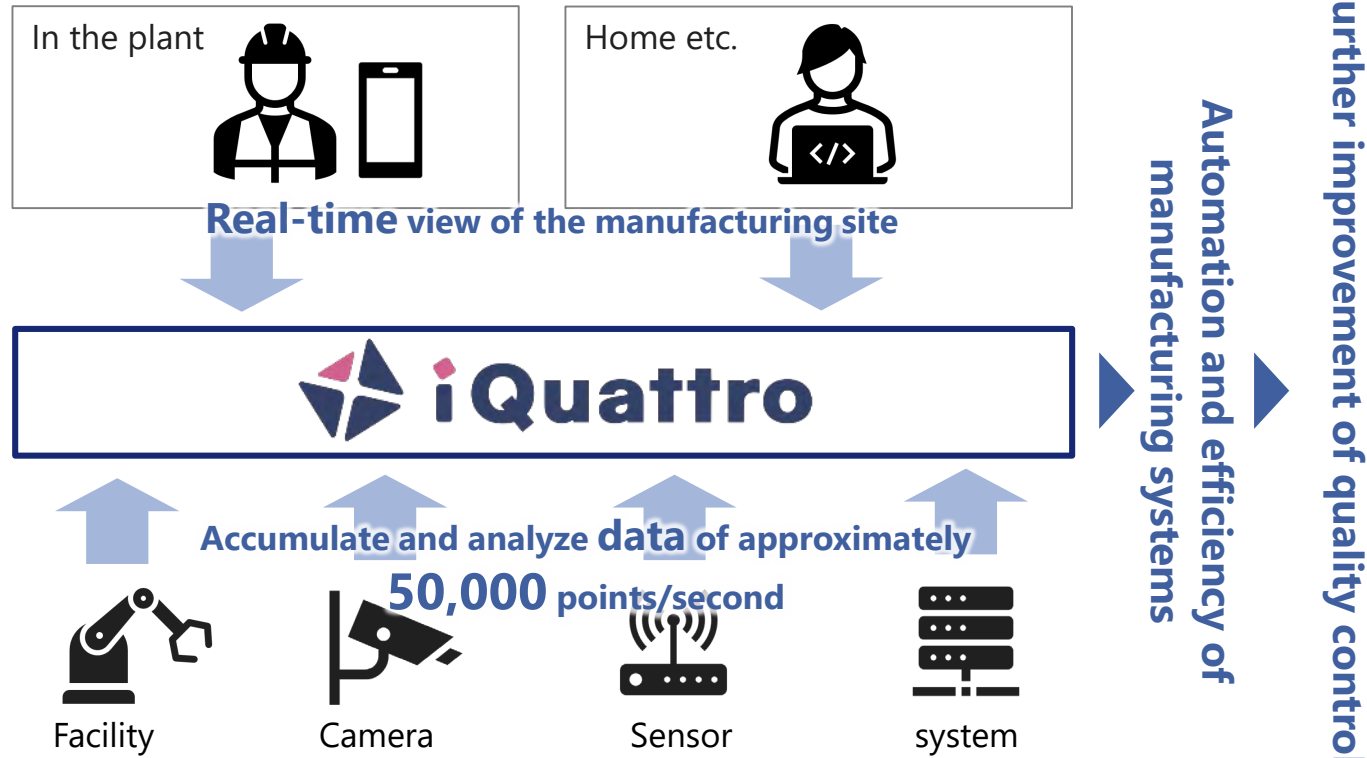 In the plant
Home etc.
</>
Real-time view of the manufacturing site
iQuattro
Accumulate and analyze data of approximately
50,000 points/second
Facility
Camera
Sensor
system
Automation and efficiency of
manufacturing systems
urther improvement of quality contro